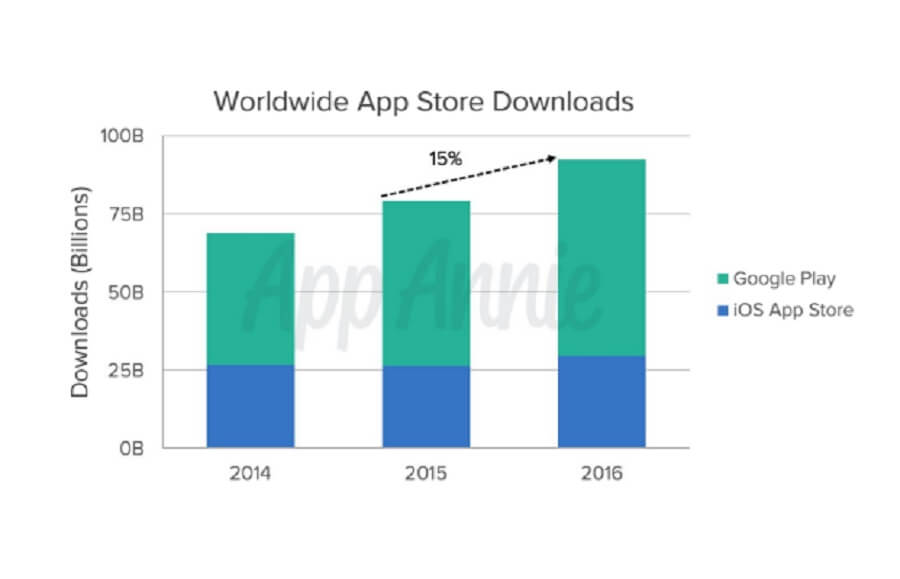 Worldwide App Store Downloads
100B
75B
50B
25B
0B
Downloads (Billions)
15%
App Annie
2014
2015
2016
Google Play
iOS App Store